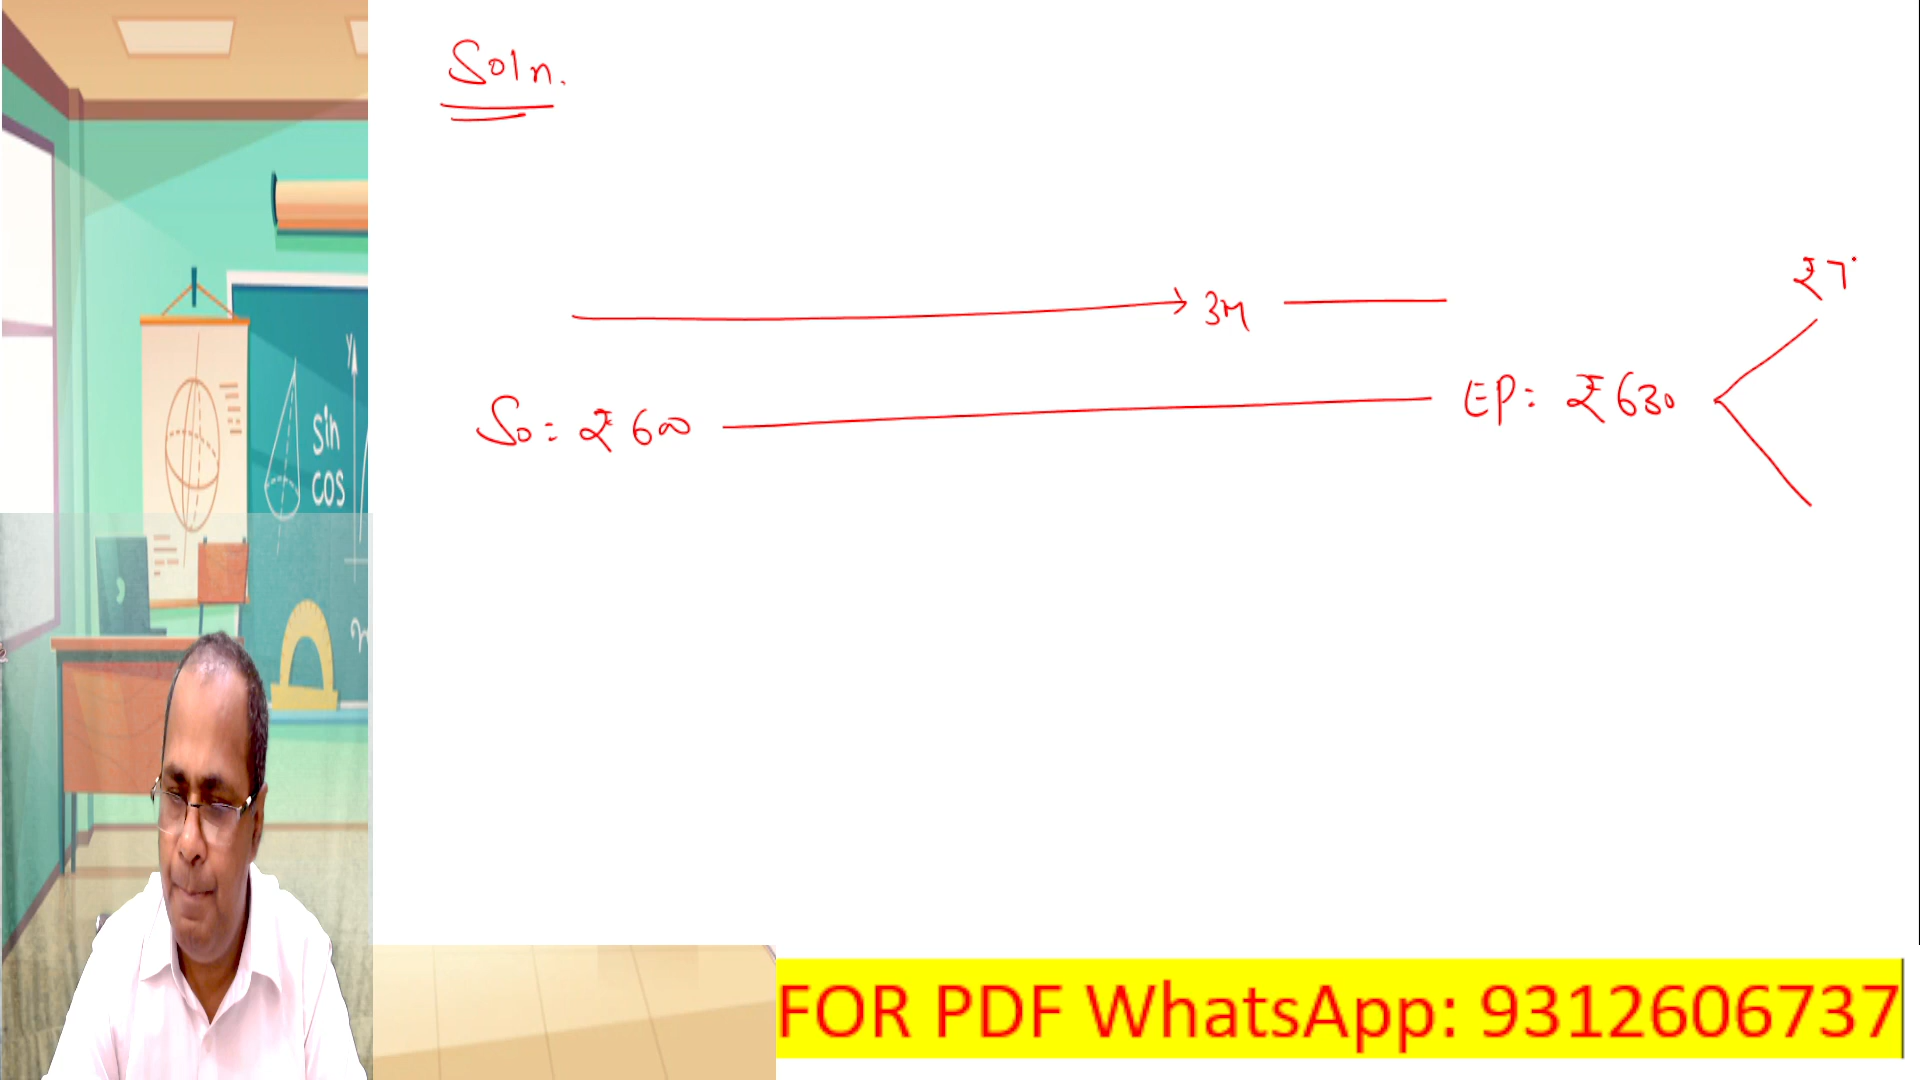 Soln.
₹7
3M
S0 = ₹600
EP = ₹630
sin
cos
y
FOR PDF WhatsApp: 9312606737